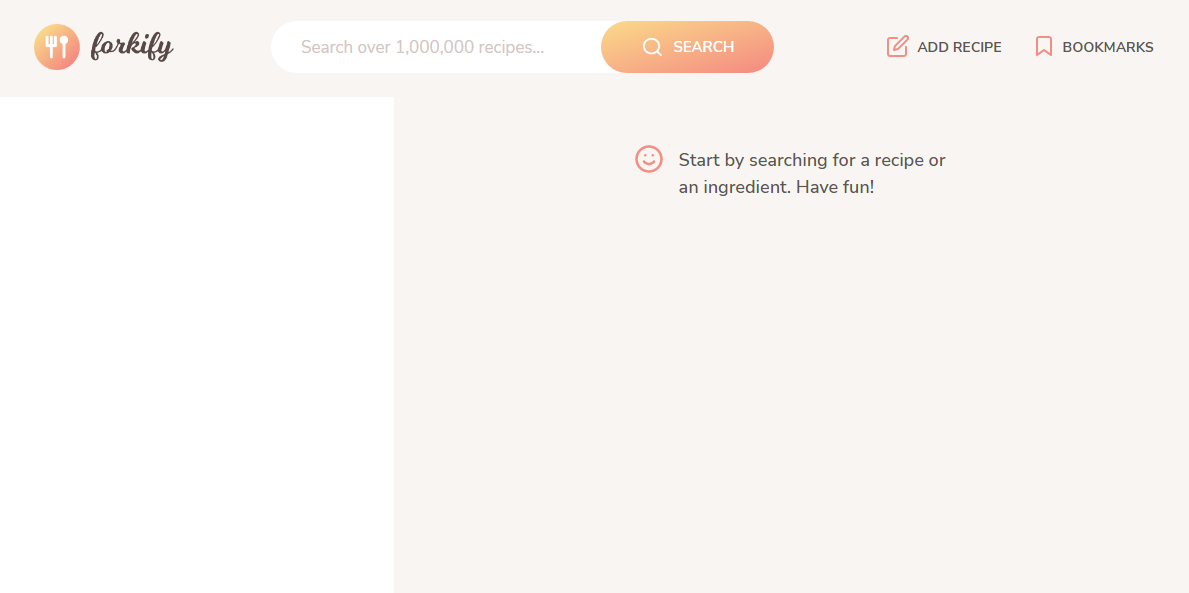 forkify
Search over 1,000,000 recipes...
SEARCH
ADD RECIPE
BOOKMARKS
Start by searching for a recipe or
an ingredient. Have fun!